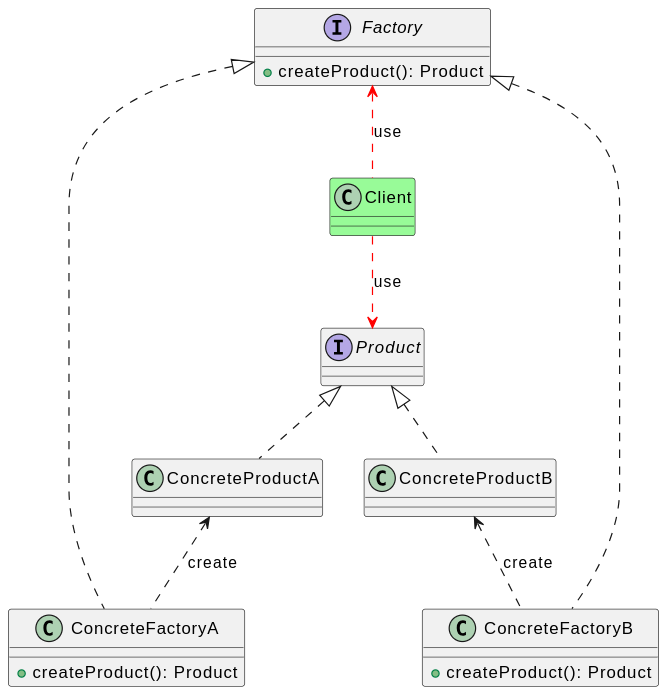 I Factory
createProduct(): Product
use
C Client
use
I Product
C ConcreteProductA
C ConcreteProductB
create
create
C ConcreteFactoryA
createProduct(): Product
C ConcreteFactoryB
createProduct(): Product